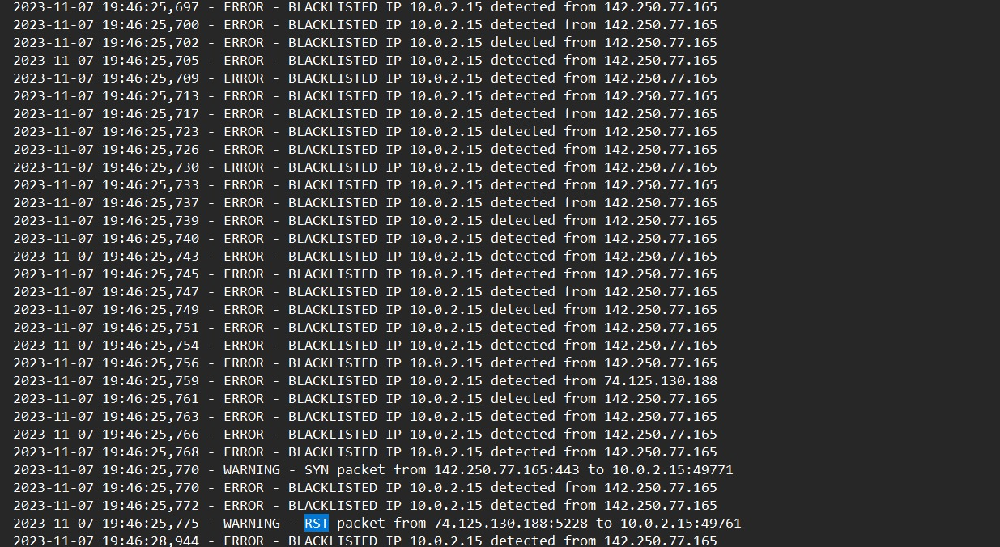 2023-11-07 19:46:25,697 - ERROR - BLACKLISTED IP 10.0.2.15 detected from 142.250.77.165
2023-11-07 19:46:25,700 - ERROR - BLACKLISTED IP 10.0.2.15 detected from 142.250.77.165
2023-11-07 19:46:25,702 - ERROR - BLACKLISTED IP 10.0.2.15 detected from 142.250.77.165
2023-11-07 19:46:25,705 - ERROR - BLACKLISTED IP 10.0.2.15 detected from 142.250.77.165
2023-11-07 19:46:25,709 - ERROR - BLACKLISTED IP 10.0.2.15 detected from 142.250.77.165
2023-11-07 19:46:25,713 - ERROR - BLACKLISTED IP 10.0.2.15 detected from 142.250.77.165
2023-11-07 19:46:25,717 - ERROR - BLACKLISTED IP 10.0.2.15 detected from 142.250.77.165
2023-11-07 19:46:25,723 - ERROR - BLACKLISTED IP 10.0.2.15 detected from 142.250.77.165
2023-11-07 19:46:25,726 - ERROR - BLACKLISTED IP 10.0.2.15 detected from 142.250.77.165
2023-11-07 19:46:25,730 - ERROR - BLACKLISTED IP 10.0.2.15 detected from 142.250.77.165
2023-11-07 19:46:25,733 - ERROR - BLACKLISTED IP 10.0.2.15 detected from 142.250.77.165
2023-11-07 19:46:25,737 - ERROR - BLACKLISTED IP 10.0.2.15 detected from 142.250.77.165
2023-11-07 19:46:25,739 - ERROR - BLACKLISTED IP 10.0.2.15 detected from 142.250.77.165
2023-11-07 19:46:25,740 - ERROR - BLACKLISTED IP 10.0.2.15 detected from 142.250.77.165
2023-11-07 19:46:25,743 - ERROR - BLACKLISTED IP 10.0.2.15 detected from 142.250.77.165
2023-11-07 19:46:25,745 - ERROR - BLACKLISTED IP 10.0.2.15 detected from 142.250.77.165
2023-11-07 19:46:25,747 - ERROR - BLACKLISTED IP 10.0.2.15 detected from 142.250.77.165
2023-11-07 19:46:25,749 - ERROR - BLACKLISTED IP 10.0.2.15 detected from 142.250.77.165
2023-11-07 19:46:25,751 - ERROR - BLACKLISTED IP 10.0.2.15 detected from 142.250.77.165
2023-11-07 19:46:25,754 - ERROR - BLACKLISTED IP 10.0.2.15 detected from 142.250.77.165
2023-11-07 19:46:25,756 - ERROR - BLACKLISTED IP 10.0.2.15 detected from 142.250.77.165
2023-11-07 19:46:25,759 - ERROR - BLACKLISTED IP 10.0.2.15 detected from 74.125.130.188
2023-11-07 19:46:25,761 - ERROR - BLACKLISTED IP 10.0.2.15 detected from 142.250.77.165
2023-11-07 19:46:25,763 - ERROR - BLACKLISTED IP 10.0.2.15 detected from 142.250.77.165
2023-11-07 19:46:25,766 - ERROR - BLACKLISTED IP 10.0.2.15 detected from 142.250.77.165
2023-11-07 19:46:25,768 - ERROR - BLACKLISTED IP 10.0.2.15 detected from 142.250.77.165
2023-11-07 19:46:25,770 - WARNING - SYN packet from 142.250.77.165:443 to 10.0.2.15:49771
2023-11-07 19:46:25,770 - ERROR - BLACKLISTED IP 10.0.2.15 detected from 142.250.77.165
2023-11-07 19:46:25,772 - ERROR - BLACKLISTED IP 10.0.2.15 detected from 142.250.77.165
2023-11-07 19:46:25,775 - WARNING - RST packet from 74.125.130.188:5228 to 10.0.2.15:49761
2023-11-07 19:46:28,944 - ERROR - BLACKLISTED IP 10.0.2.15 detected from 142.250.77.165